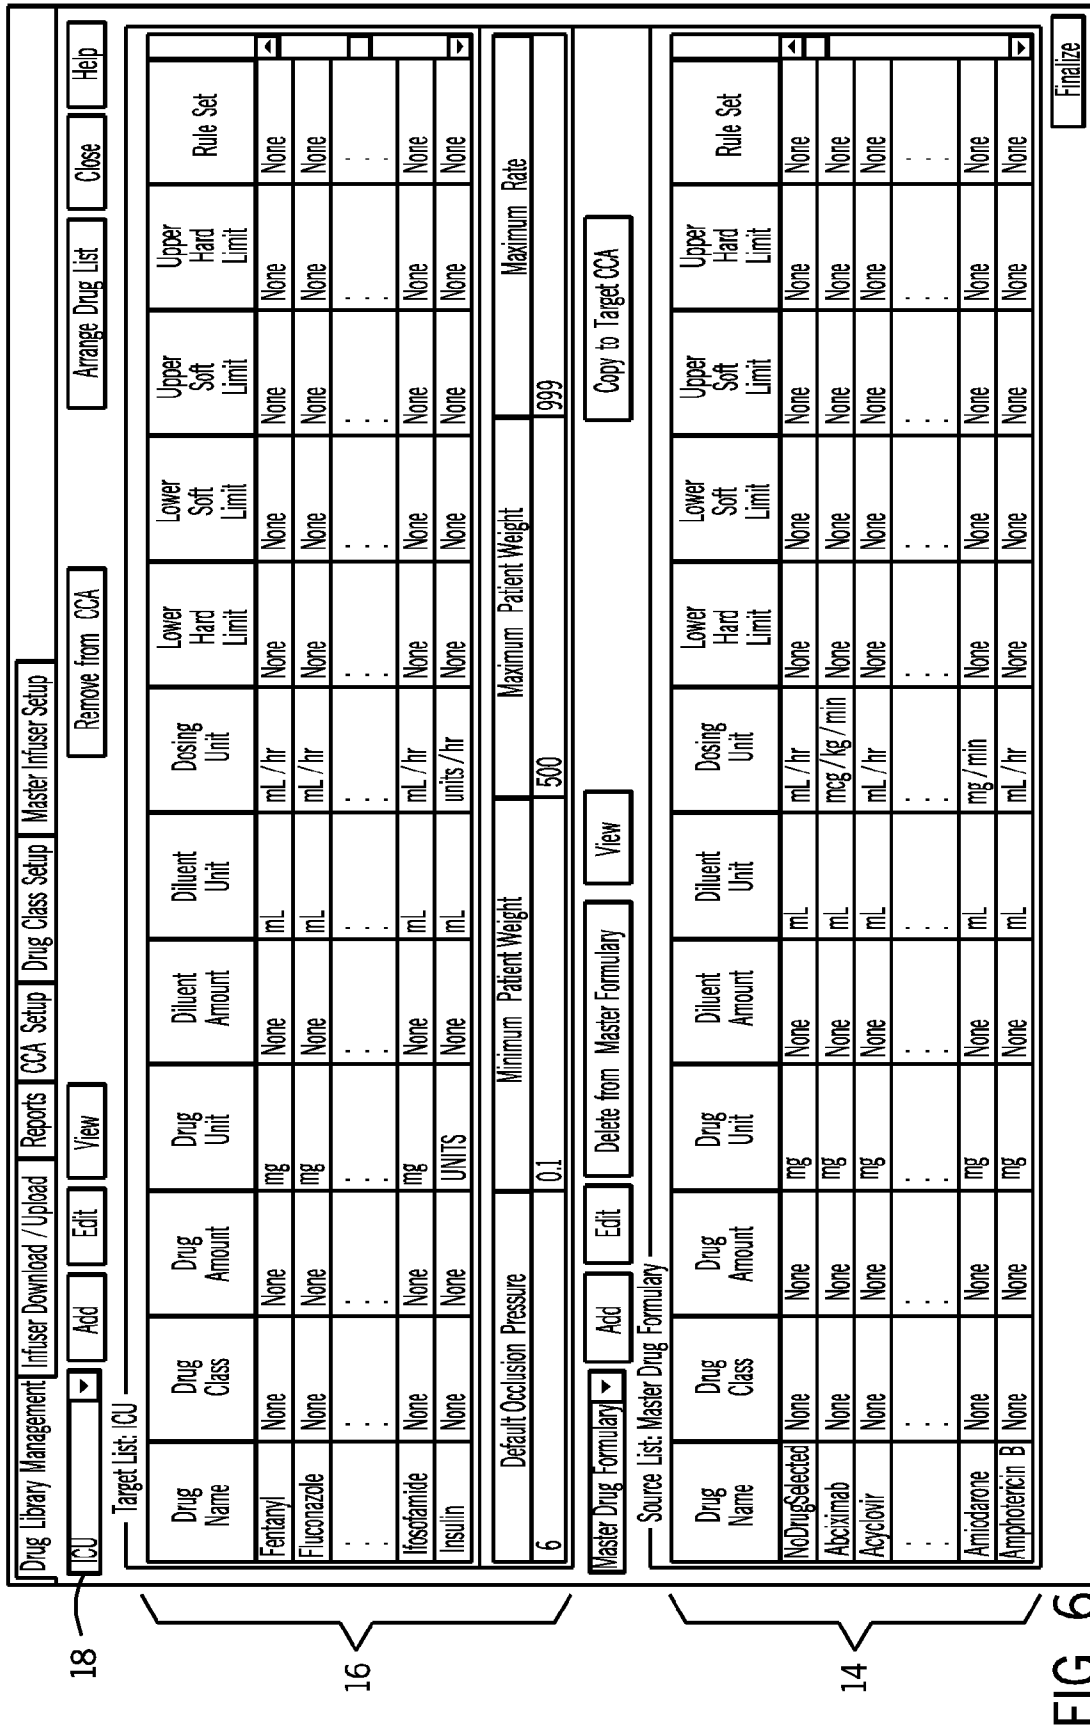 Drug Library Management Infuser Download / Upload Reports CCA Setup Drug Class Setup Master Infuser Setup
18
ICU Add Edit View Remove from CCA Arrange Drug List Close Help
Target List: ICU
16
Drug Name Drug Class Drug Amount Drug Unit Diluent Amount Diluent Unit Dosing Unit Lower Hard Limit Lower Soft Limit Upper Soft Limit Upper Hard Limit Rule Set
Fentanyl None None mg None mL mL / hr None None None None None
Fluconazole None None mg None mL mL / hr None None None None None
. . . . . . . . . . . . . . . . . . . . . . . . . . . . . . . . . . . .
Ifosofamide None None mg None mL mL / hr None None None None None
Insulin None None UNITS None mL units / hr None None None None None
Default Occlusion Pressure Minimum Patient Weight Maximum Patient Weight Maximum Rate
6 0.1 500 999
Master Drug Formulary Add Edit Delete from Master Formulary View Copy to Target CCA
Source List: Master Drug Formulary
14
Drug Name Drug Class Drug Amount Drug Unit Diluent Amount Diluent Unit Dosing Unit Lower Hard Limit Lower Soft Limit Upper Soft Limit Upper Hard Limit Rule Set
NoDrugSelected None None mg None mL mL / hr None None None None None
Abciximab None None mg None mL mcg / kg / min None None None None None
Acyclovir None None mg None mL mL / hr None None None None None
. . . . . . . . . . . . . . . . . . . . . . . . . . . . . . . . . . . .
Amiodarone None None mg None mL mg / min None None None None None
Amphotericin B None None mg None mL mL / hr None None None None None
Finalize
FIG 6